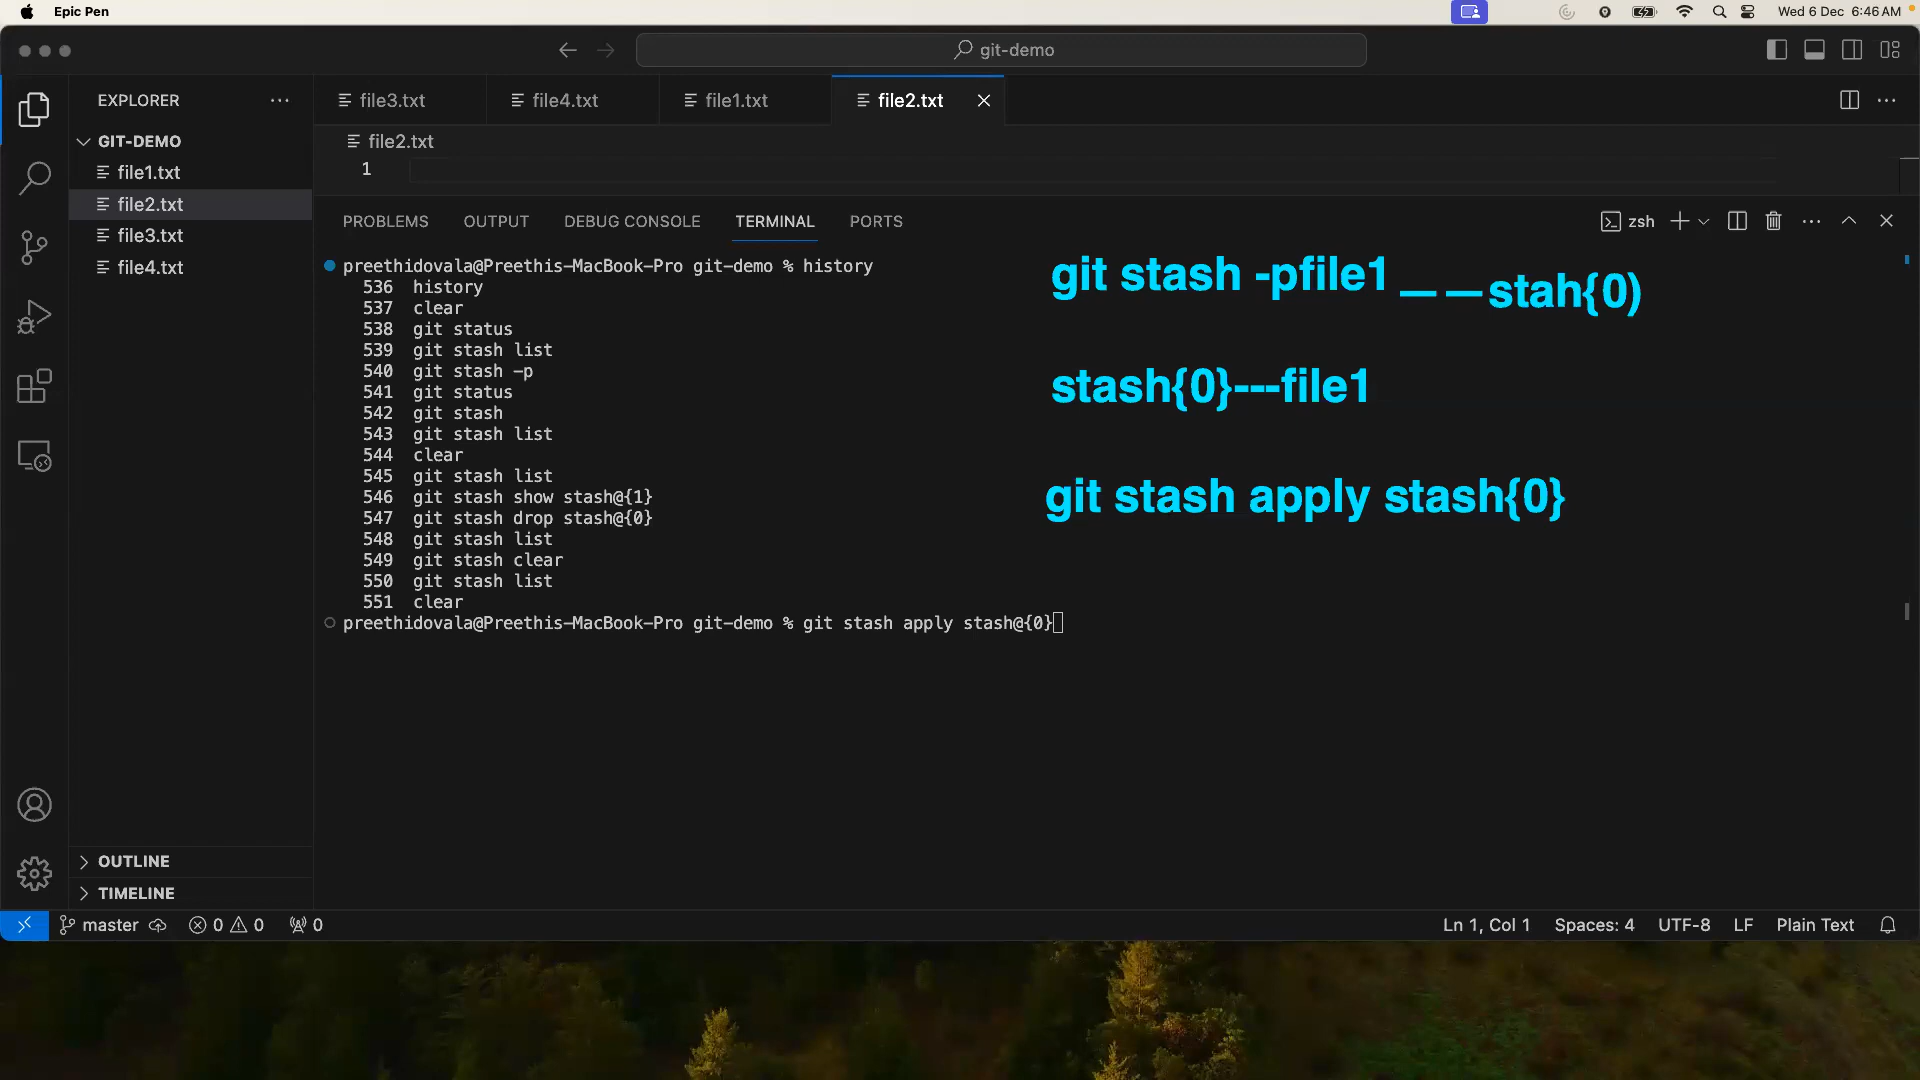 Epic Pen
Wed 6 Dec 6:46 AM
git-demo
EXPLORER
file3.txt
file4.txt
file1.txt
file2.txt
GIT-DEMO
file1.txt
file2.txt
file3.txt
file4.txt
file2.txt
1
PROBLEMS
OUTPUT
DEBUG CONSOLE
TERMINAL
PORTS
zsh
preethidovala@Preethis-MacBook-Pro git-demo % history
536 history
537 clear
538 git status
539 git stash list
540 git stash -p
541 git status
542 git stash
543 git stash list
544 clear
545 git stash list
546 git stash show stash@{1}
547 git stash drop stash@{0}
548 git stash list
549 git stash clear
550 git stash list
551 clear
preethidovala@Preethis-MacBook-Pro git-demo % git stash apply stash@{0}
git stash -pfile1 — — stah{0)
stash{0}---file1
git stash apply stash{0}
OUTLINE
TIMELINE
master
0
0
0
Ln 1, Col 1
Spaces: 4
UTF-8
LF
Plain Text